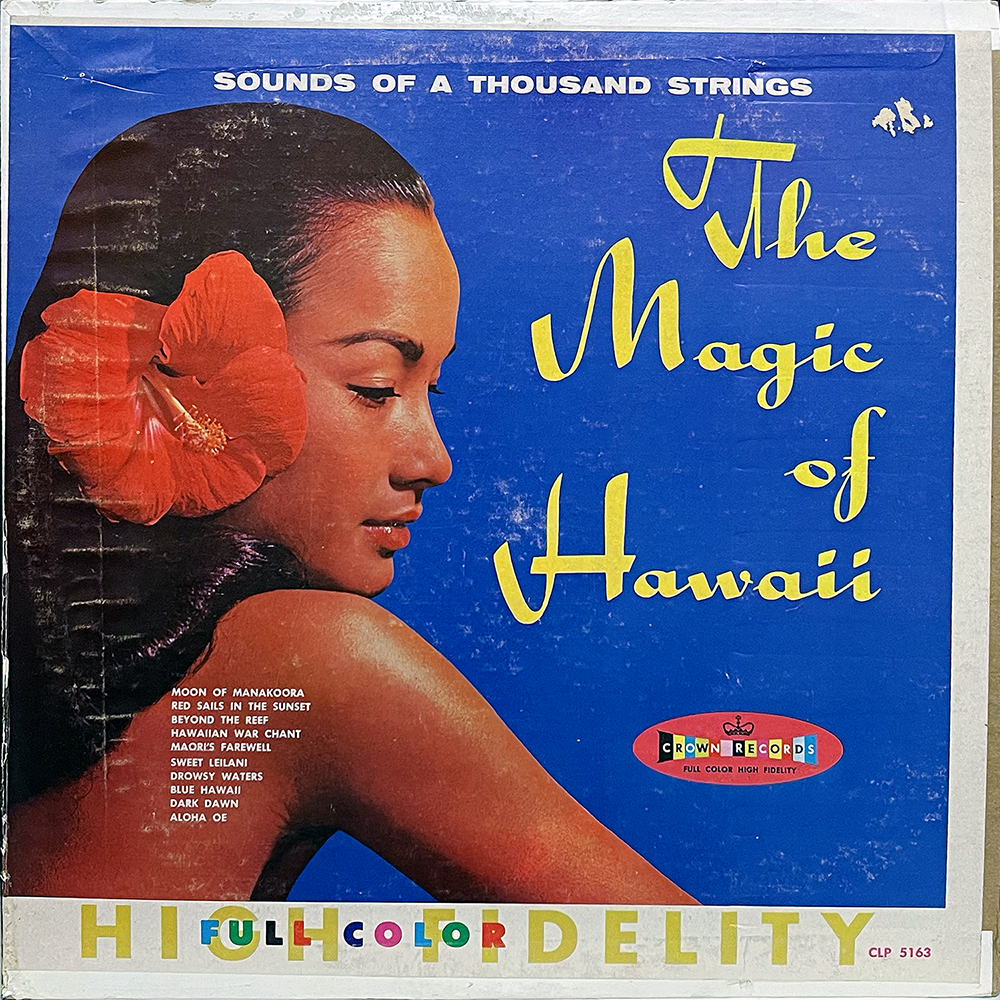 SOUNDS OF A THOUSAND STRINGS
The
Magic
of
Hawaii
MOON OF MANAKOORA
RED SAILS IN THE SUNSET
BEYOND THE REEF
HAWAIIAN WAR CHANT
MAORI'S FAREWELL
SWEET LEILANI
DROWSY WATERS
BLUE HAWAII
DARK DAWN
ALOHA OE
CROWN RECORDS
FULL COLOR HIGH FIDELITY
HIGH FIDELITY
FULL COLOR
CLP 5163